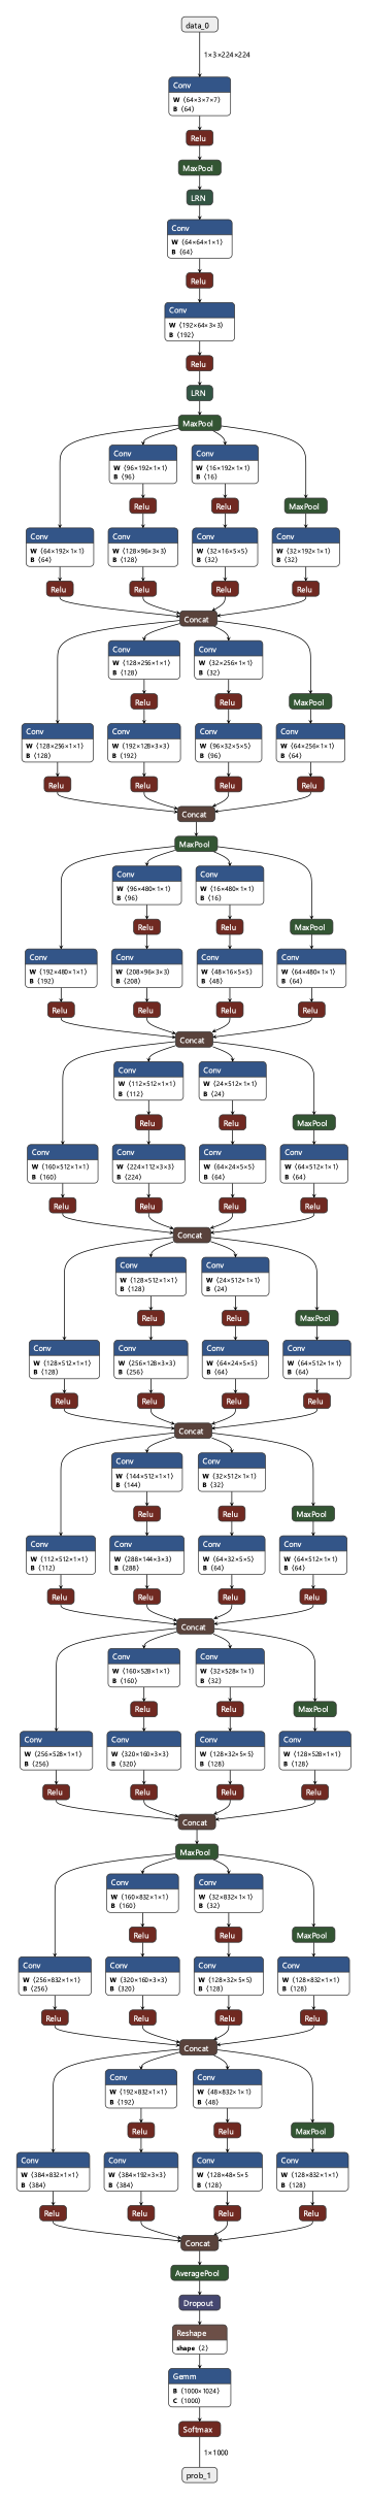 data_0
1×3×224×224
Conv
W ⟨64×3×7×7⟩
B ⟨64⟩
Relu
MaxPool
LRN
Conv
W ⟨64×64×1×1⟩
B ⟨64⟩
Relu
Conv
W ⟨192×64×3×3⟩
B ⟨192⟩
Relu
LRN
MaxPool
Conv
W ⟨96×192×1×1⟩
B ⟨96⟩
Conv
W ⟨16×192×1×1⟩
B ⟨16⟩
Relu
Relu
MaxPool
Conv
W ⟨64×192×1×1⟩
B ⟨64⟩
Conv
W ⟨128×96×3×3⟩
B ⟨128⟩
Conv
W ⟨32×16×5×5⟩
B ⟨32⟩
Conv
W ⟨32×192×1×1⟩
B ⟨32⟩
Relu
Relu
Relu
Relu
Concat
Conv
W ⟨128×256×1×1⟩
B ⟨128⟩
Conv
W ⟨32×256×1×1⟩
B ⟨32⟩
Relu
Relu
MaxPool
Conv
W ⟨128×256×1×1⟩
B ⟨128⟩
Conv
W ⟨192×128×3×3⟩
B ⟨192⟩
Conv
W ⟨96×32×5×5⟩
B ⟨96⟩
Conv
W ⟨64×256×1×1⟩
B ⟨64⟩
Relu
Relu
Relu
Relu
Concat
MaxPool
Conv
W ⟨96×480×1×1⟩
B ⟨96⟩
Conv
W ⟨16×480×1×1⟩
B ⟨16⟩
Relu
Relu
MaxPool
Conv
W ⟨192×480×1×1⟩
B ⟨192⟩
Conv
W ⟨208×96×3×3⟩
B ⟨208⟩
Conv
W ⟨48×16×5×5⟩
B ⟨48⟩
Conv
W ⟨64×480×1×1⟩
B ⟨64⟩
Relu
Relu
Relu
Relu
Concat
Conv
W ⟨112×512×1×1⟩
B ⟨112⟩
Conv
W ⟨24×512×1×1⟩
B ⟨24⟩
Relu
Relu
MaxPool
Conv
W ⟨160×512×1×1⟩
B ⟨160⟩
Conv
W ⟨224×112×3×3⟩
B ⟨224⟩
Conv
W ⟨64×24×5×5⟩
B ⟨64⟩
Conv
W ⟨64×512×1×1⟩
B ⟨64⟩
Relu
Relu
Relu
Relu
Concat
Conv
W ⟨128×512×1×1⟩
B ⟨128⟩
Conv
W ⟨24×512×1×1⟩
B ⟨24⟩
Relu
Relu
MaxPool
Conv
W ⟨128×512×1×1⟩
B ⟨128⟩
Conv
W ⟨256×128×3×3⟩
B ⟨256⟩
Conv
W ⟨64×24×5×5⟩
B ⟨64⟩
Conv
W ⟨64×512×1×1⟩
B ⟨64⟩
Relu
Relu
Relu
Relu
Concat
Conv
W ⟨144×512×1×1⟩
B ⟨144⟩
Conv
W ⟨32×512×1×1⟩
B ⟨32⟩
Relu
Relu
MaxPool
Conv
W ⟨112×512×1×1⟩
B ⟨112⟩
Conv
W ⟨288×144×3×3⟩
B ⟨288⟩
Conv
W ⟨64×32×5×5⟩
B ⟨64⟩
Conv
W ⟨64×512×1×1⟩
B ⟨64⟩
Relu
Relu
Relu
Relu
Concat
Conv
W ⟨160×528×1×1⟩
B ⟨160⟩
Conv
W ⟨32×528×1×1⟩
B ⟨32⟩
Relu
Relu
MaxPool
Conv
W ⟨256×528×1×1⟩
B ⟨256⟩
Conv
W ⟨320×160×3×3⟩
B ⟨320⟩
Conv
W ⟨128×32×5×5⟩
B ⟨128⟩
Conv
W ⟨128×528×1×1⟩
B ⟨128⟩
Relu
Relu
Relu
Relu
Concat
MaxPool
Conv
W ⟨160×832×1×1⟩
B ⟨160⟩
Conv
W ⟨32×832×1×1⟩
B ⟨32⟩
Relu
Relu
MaxPool
Conv
W ⟨256×832×1×1⟩
B ⟨256⟩
Conv
W ⟨320×160×3×3⟩
B ⟨320⟩
Conv
W ⟨128×32×5×5⟩
B ⟨128⟩
Conv
W ⟨128×832×1×1⟩
B ⟨128⟩
Relu
Relu
Relu
Relu
Concat
Conv
W ⟨192×832×1×1⟩
B ⟨192⟩
Conv
W ⟨48×832×1×1⟩
B ⟨48⟩
Relu
Relu
MaxPool
Conv
W ⟨384×832×1×1⟩
B ⟨384⟩
Conv
W ⟨384×192×3×3⟩
B ⟨384⟩
Conv
W ⟨128×48×5×5
B ⟨128⟩
Conv
W ⟨128×832×1×1⟩
B ⟨128⟩
Relu
Relu
Relu
Relu
Concat
AveragePool
Dropout
Reshape
shape ⟨2⟩
Gemm
B ⟨1000×1024⟩
C ⟨1000⟩
Softmax
1×1000
prob_1